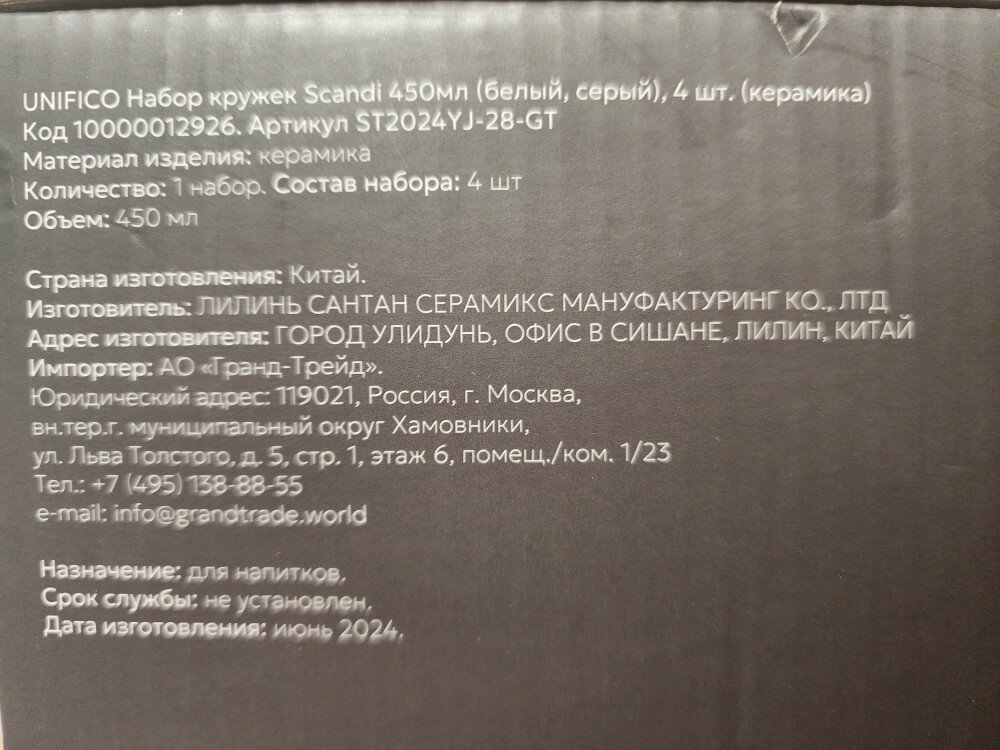 UNIFICO Набор кружек Scandi 450мл (белый, серый), 4 шт. (керамика)
Код 10000012926. Артикул ST2024YJ-28-GT
Материал изделия: керамика
Количество: 1 набор. Состав набора: 4 шт
Объем: 450 мл
Страна изготовления: Китай.
Изготовитель: ЛИЛИНЬ САНТАН СЕРАМИКС МАНУФАКТУРИНГ КО., ЛТД
Адрес изготовителя: ГОРОД УЛИДУНЬ, ОФИС В СИШАНЕ, ЛИЛИН, КИТАЙ
Импортер: АО «Гранд-Трейд».
Юридический адрес: 119021, Россия, г. Москва,
вн.тер.г. муниципальный округ Хамовники,
ул. Льва Толстого, д. 5, стр. 1, этаж 6, помещ./ком. 1/23
Тел.: +7 (495) 138-88-55
e-mail: info@grandtrade.world
Назначение: для напитков.
Срок службы: не установлен.
Дата изготовления: июнь 2024.